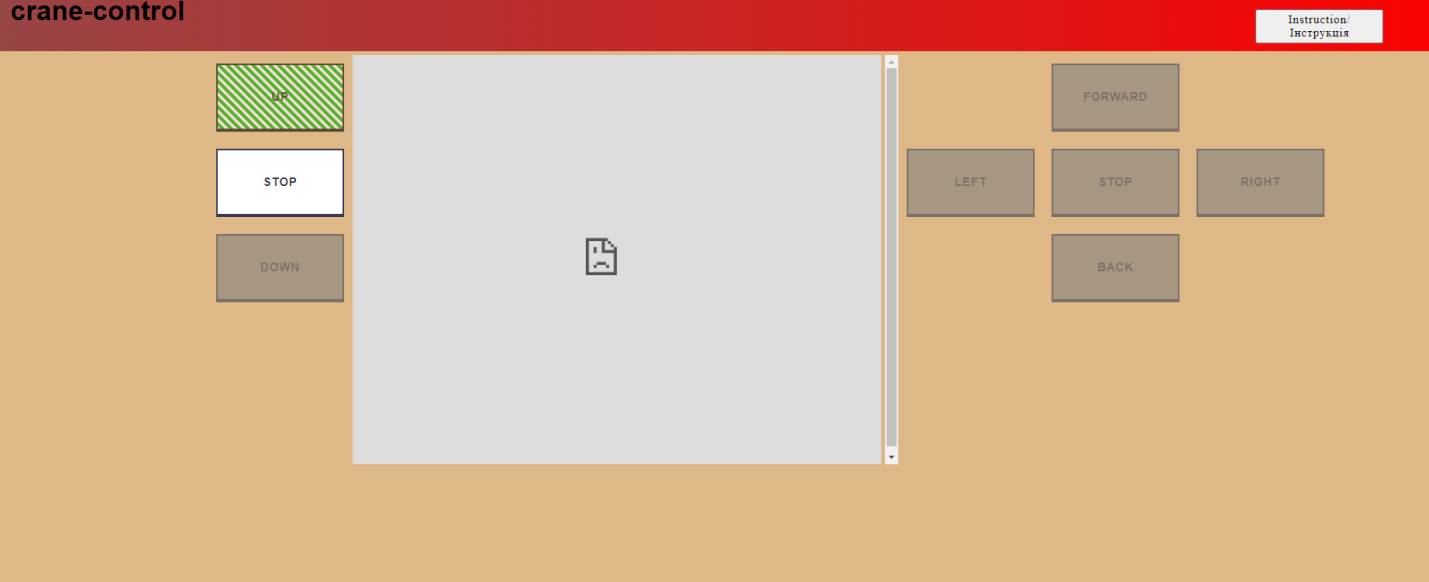 crane-control
Instruction/
Інструкція
UP
FORWARD
STOP
LEFT
STOP
RIGHT
DOWN
BACK